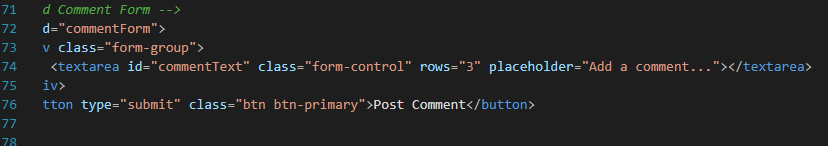 71 d Comment Form -->
72 d="commentForm">
73 v class="form-group">
74 <textarea id="commentText" class="form-control" rows="3" placeholder="Add a comment..."></textarea>
75 iv>
76 tton type="submit" class="btn btn-primary">Post Comment</button>
77
78